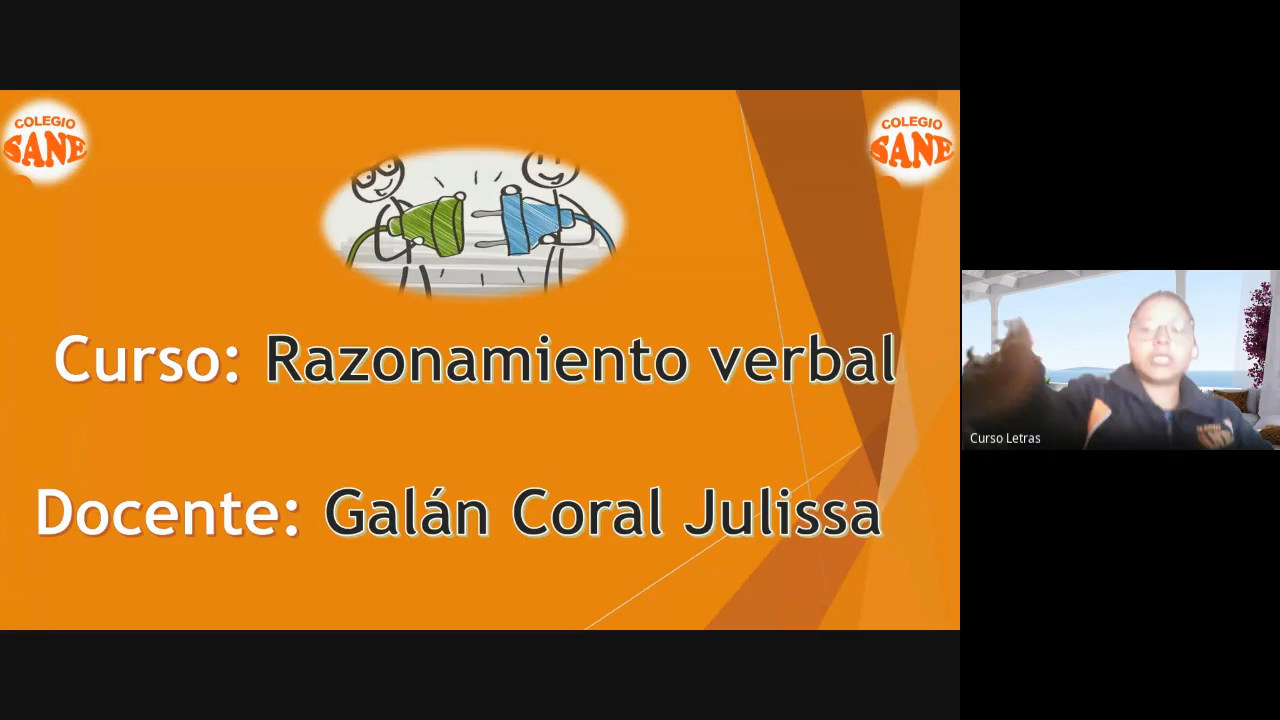 COLEGIO
SANE
COLEGIO
SANE
Curso: Razonamiento verbal
Docente: Galán Coral Julissa
Curso Letras